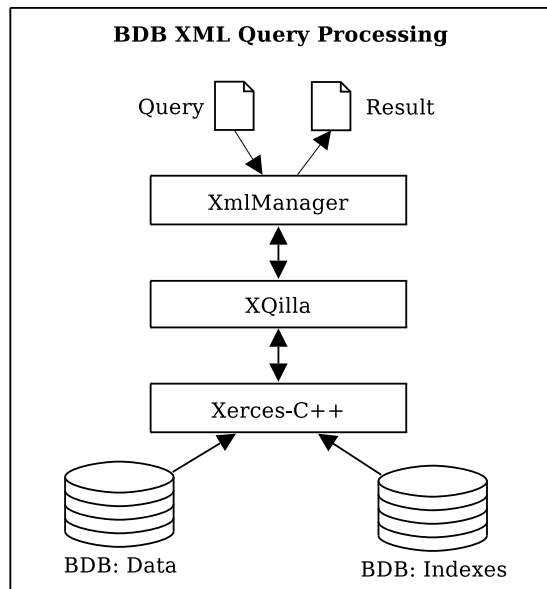 BDB XML Query Processing
Query
Result
XmlManager
XQilla
Xerces-C++
BDB: Data
BDB: Indexes